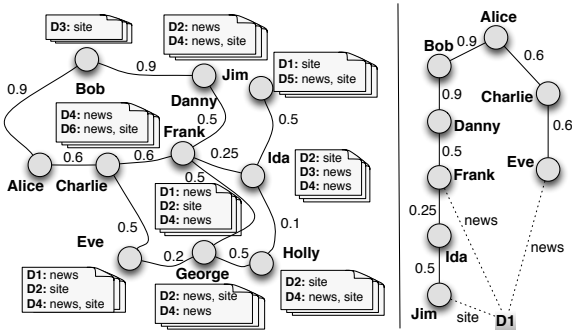 D3: site
D2: news
D4: news, site
Jim
D1: site
D5: news, site
Bob
0.9
Danny
0.9
D4: news
D6: news, site
Frank
0.5
0.5
0.6
0.6
0.25
Ida
D2: site
D3: news
D4: news
Alice
Charlie
0.5
D1: news
D2: site
D4: news
0.5
0.1
Eve
0.2
George
0.5
Holly
D1: news
D2: site
D4: news, site
D2: news, site
D4: news
D2: site
D4: news, site
Alice
Bob
0.9
0.6
Charlie
0.9
Danny
0.6
0.5
Eve
Frank
0.25
news
news
Ida
0.5
Jim
site
D1